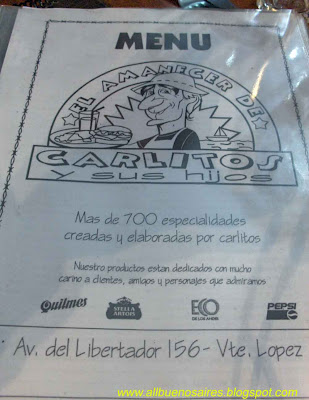 MENU
EL AMANECER DE
CARLITOS
y sus hijos
Mas de 700 especialidades
creadas y elaboradas por carlitos
Nuestro productos estan dedicados con mucho
carino a clientes, amigos y personajes que admiramos
Quilmes
STELLA
ARTOIS
ECO
DE LOS ANDES
PEPSI
Av. del Libertador 156- Vte. Lopez
www.allbuenosaires.blogspot.com